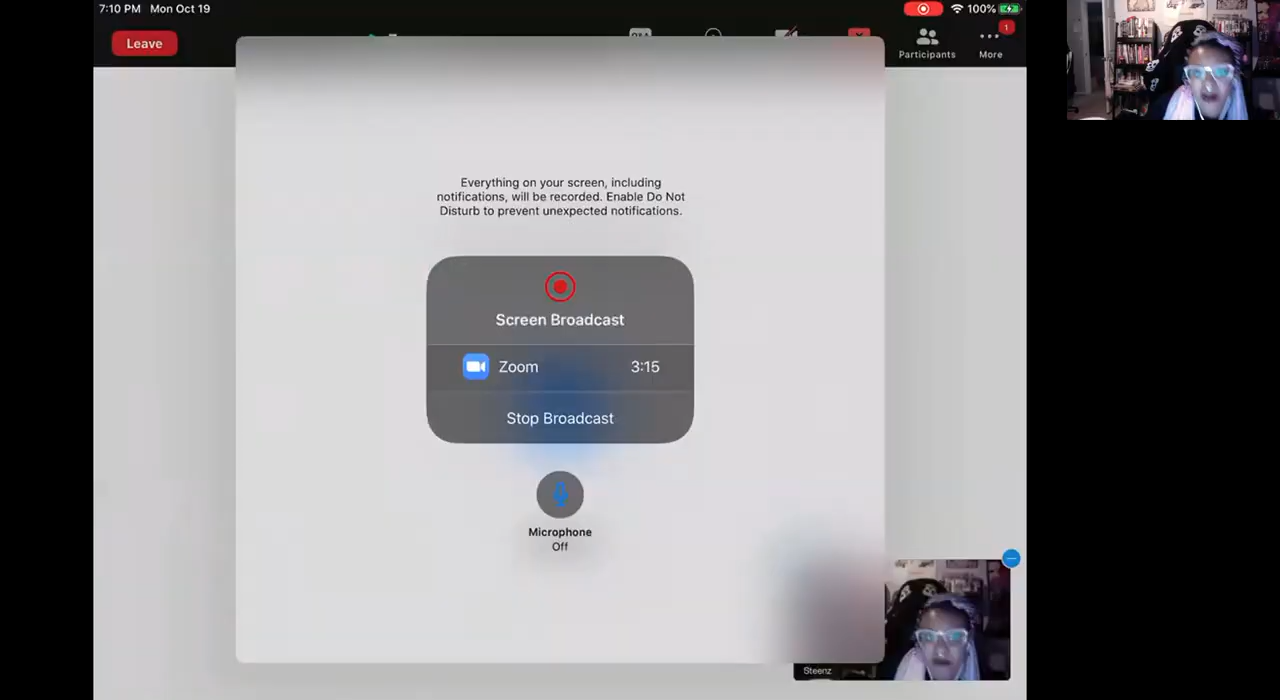 7:10 PM Mon Oct 19
100%
Leave
Participants
1
More
Everything on your screen, including
notifications, will be recorded. Enable Do Not
Disturb to prevent unexpected notifications.
Screen Broadcast
Zoom 3:15
Stop Broadcast
Microphone
Off
Steenz